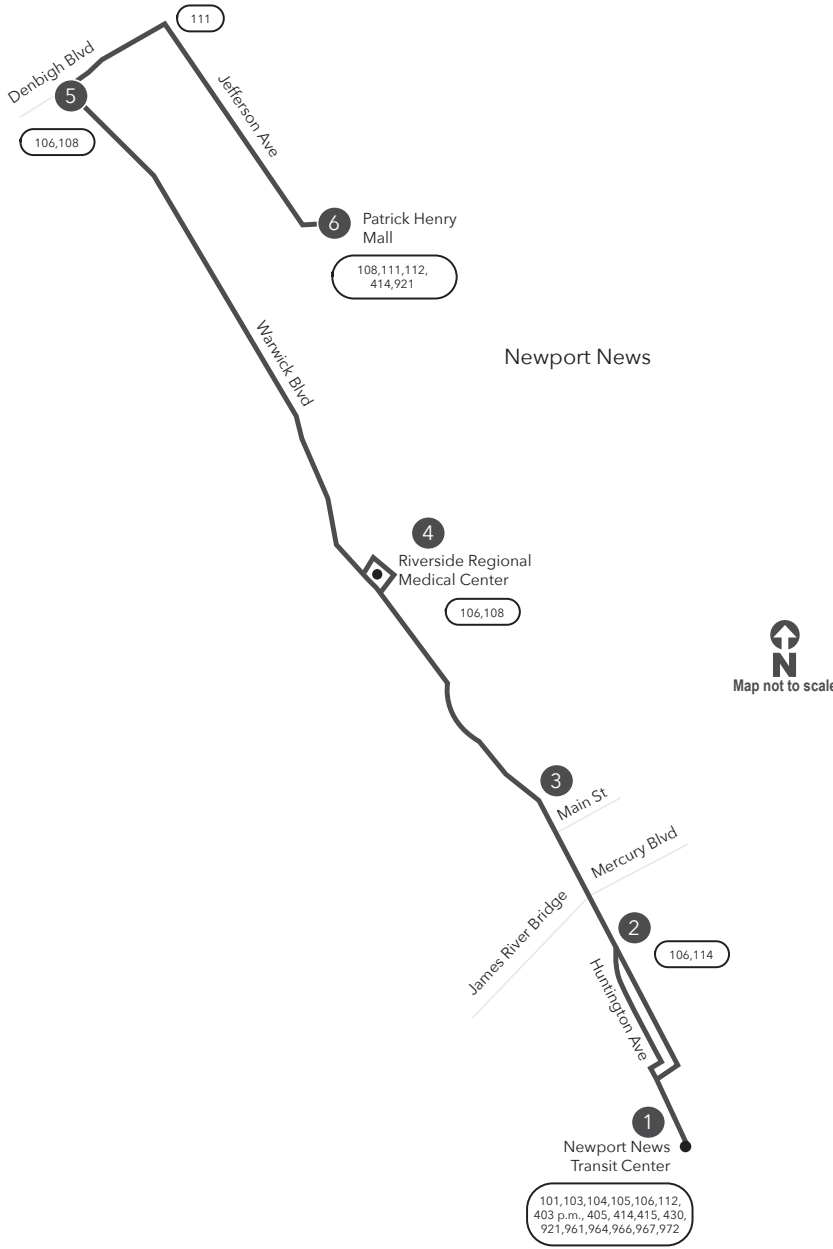 111
Denbigh Blvd
5
Jefferson Ave
106,108
6
Patrick Henry
Mall
108,111,112,
414,921
Warwick Blvd
Newport News
4
Riverside Regional
Medical Center
106,108
N
Map not to scale
3
Main St
Mercury Blvd
James River Bridge
2
106,114
Huntington Ave
1
Newport News
Transit Center
101,103,104,105,106,112,
403 p.m., 405, 414,415, 430,
921,961,964,966,967,972